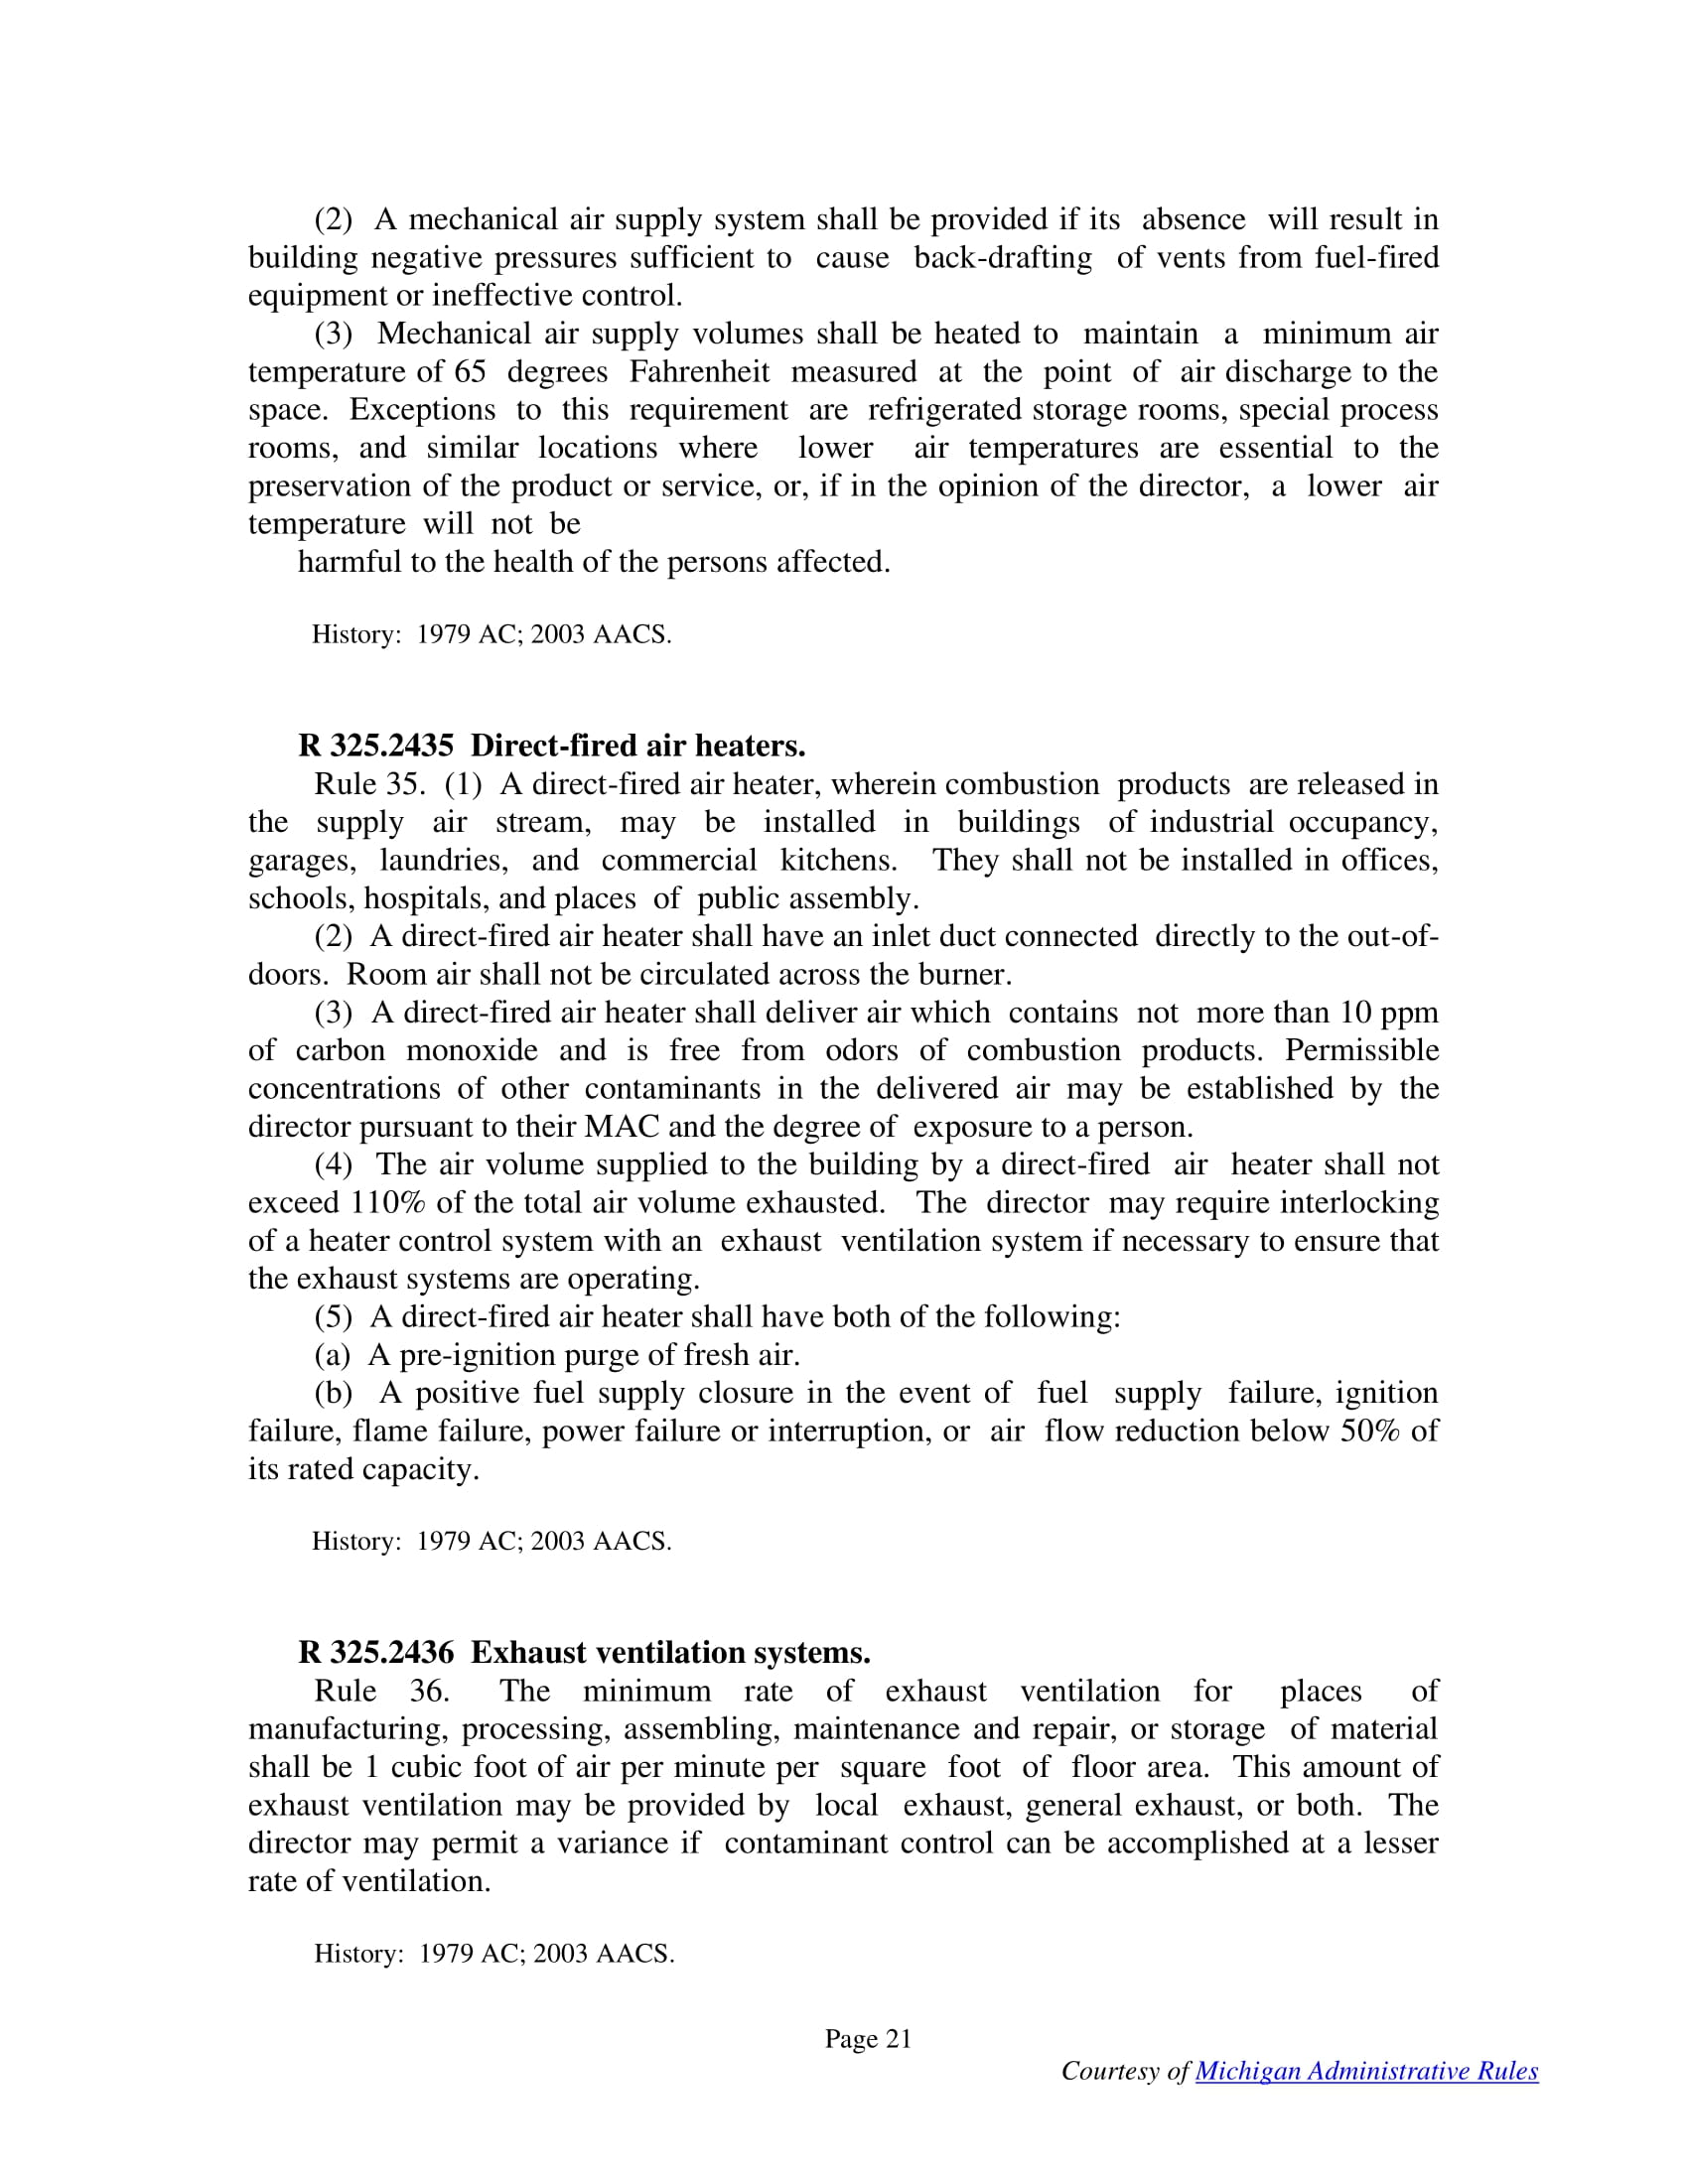 (2) A mechanical air supply system shall be provided if its absence will result in
building negative pressures sufficient to cause back-drafting of vents from fuel-fired
equipment or ineffective control.
(3) Mechanical air supply volumes shall be heated to maintain a minimum air
temperature of 65 degrees Fahrenheit measured at the point of air discharge to the
space. Exceptions to this requirement are refrigerated storage rooms, special process
rooms, and similar locations where lower air temperatures are essential to the
preservation of the product or service, or, if in the opinion of the director, a lower air
temperature will not be
harmful to the health of the persons affected.
History: 1979 AC; 2003 AACS.
R 325.2435 Direct-fired air heaters.
Rule 35. (1) A direct-fired air heater, wherein combustion products are released in
the supply air stream, may be installed in buildings of industrial occupancy,
garages, laundries, and commercial kitchens. They shall not be installed in offices,
schools, hospitals, and places of public assembly.
(2) A direct-fired air heater shall have an inlet duct connected directly to the out-of-
doors. Room air shall not be circulated across the burner.
(3) A direct-fired air heater shall deliver air which contains not more than 10 ppm
of carbon monoxide and is free from odors of combustion products. Permissible
concentrations of other contaminants in the delivered air may be established by the
director pursuant to their MAC and the degree of exposure to a person.
(4) The air volume supplied to the building by a direct-fired air heater shall not
exceed 110% of the total air volume exhausted. The director may require interlocking
of a heater control system with an exhaust ventilation system if necessary to ensure that
the exhaust systems are operating.
(5) A direct-fired air heater shall have both of the following:
(a) A pre-ignition purge of fresh air.
(b) A positive fuel supply closure in the event of fuel supply failure, ignition
failure, flame failure, power failure or interruption, or air flow reduction below 50% of
its rated capacity.
History: 1979 AC; 2003 AACS.
R 325.2436 Exhaust ventilation systems.
Rule 36. The minimum rate of exhaust ventilation for places of
manufacturing, processing, assembling, maintenance and repair, or storage of material
shall be 1 cubic foot of air per minute per square foot of floor area. This amount of
exhaust ventilation may be provided by local exhaust, general exhaust, or both. The
director may permit a variance if contaminant control can be accomplished at a lesser
rate of ventilation.
History: 1979 AC; 2003 AACS.
Page 21
Courtesy of Michigan Administrative Rules